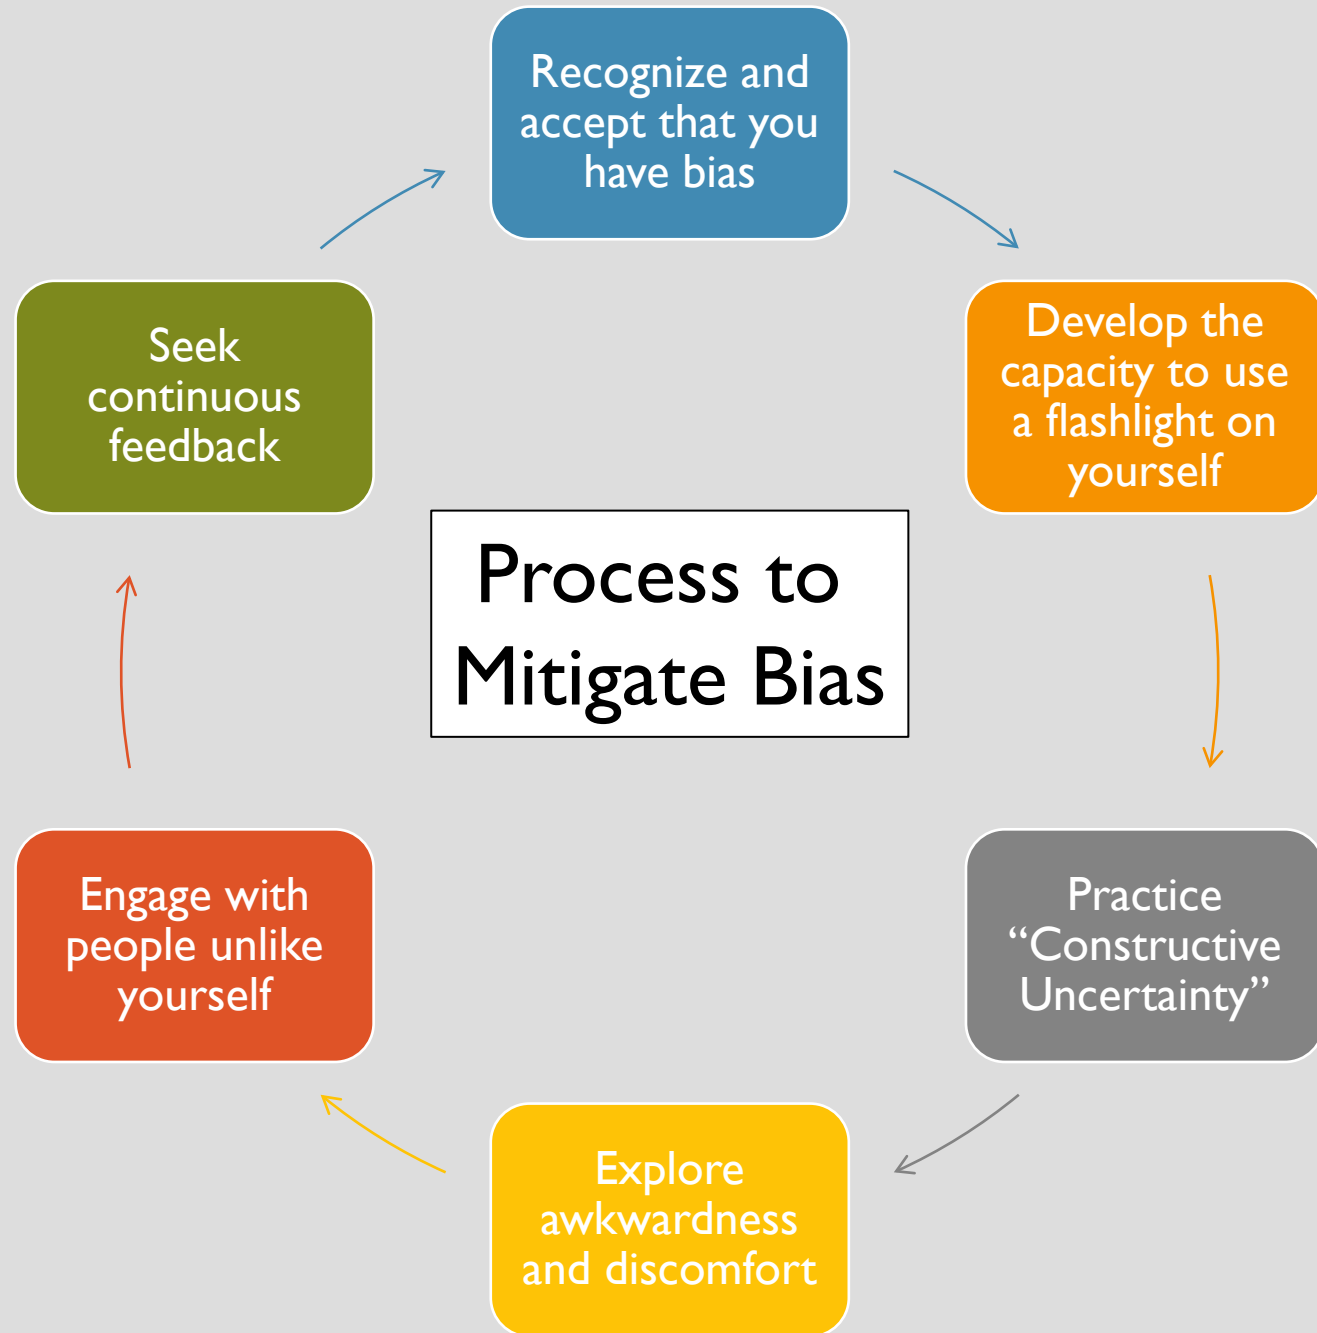 Recognize and
accept that you
have bias
Develop the
capacity to use
a flashlight on
yourself
Practice
“Constructive
Uncertainty”
Explore
awkwardness
and discomfort
Engage with
people unlike
yourself
Seek
continuous
feedback
Process to
Mitigate Bias